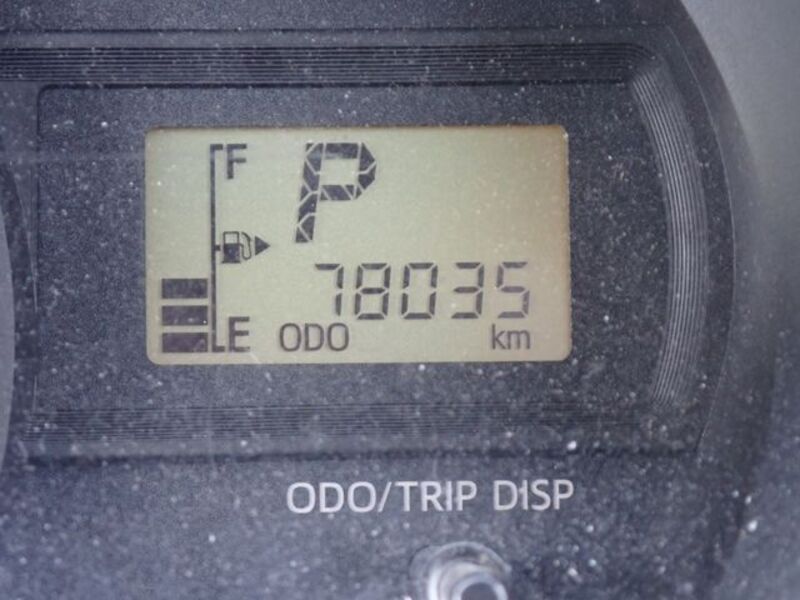 F
P
78035
E ODO km
ODO/TRIP DISP